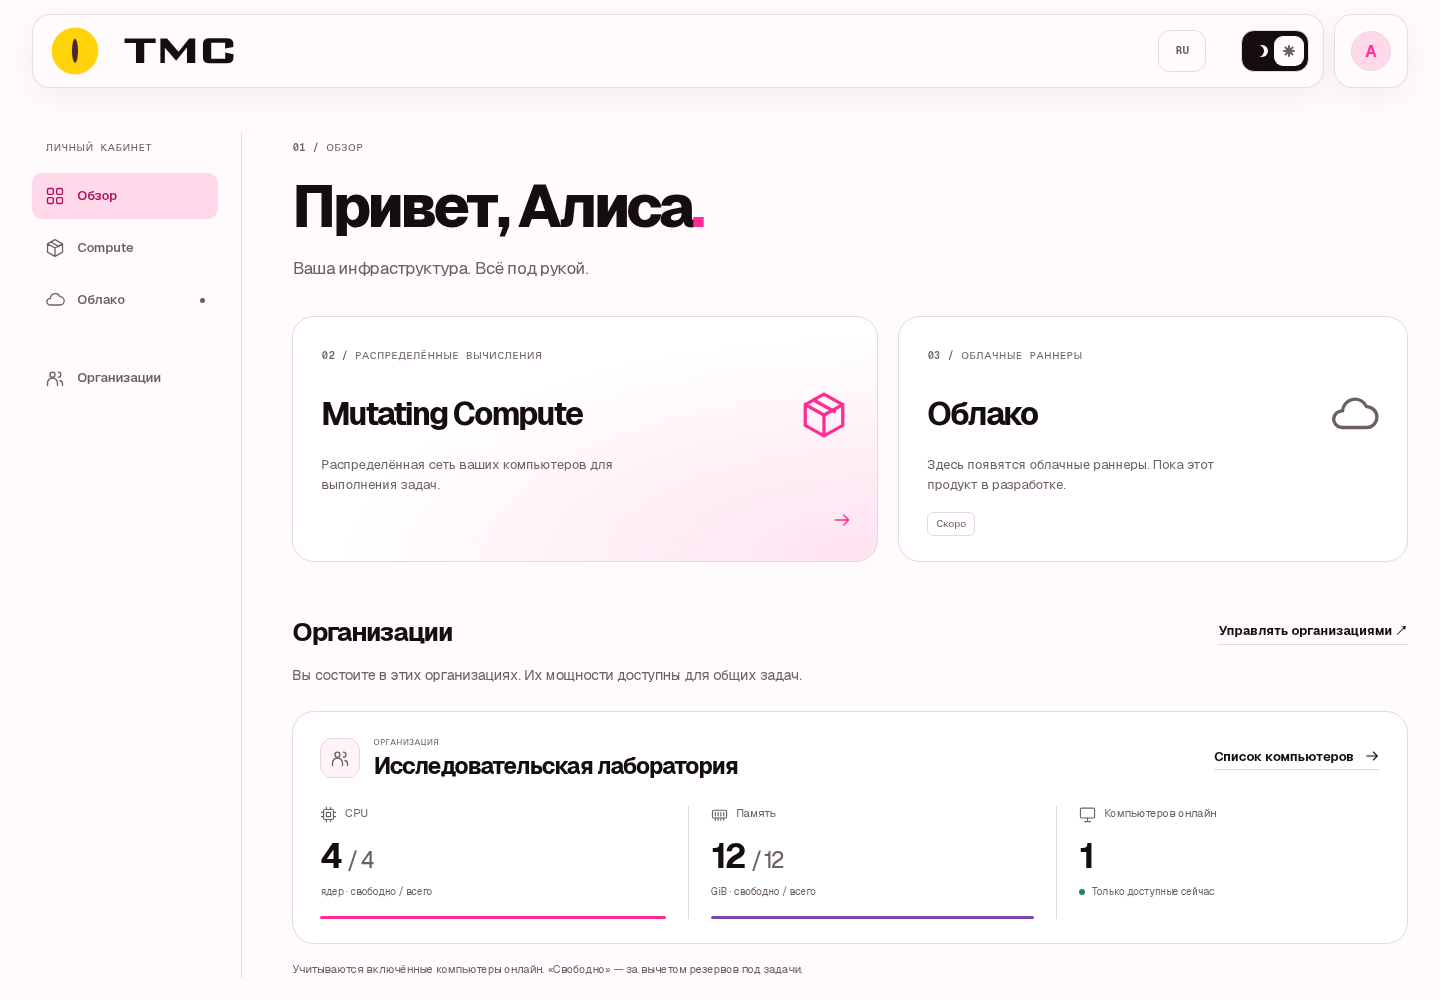 TMC
RU
A
ЛИЧНЫЙ КАБИНЕТ
Обзор
Compute
Облако
Организации
01 / ОБЗОР
Привет, Алиса.
Ваша инфраструктура. Всё под рукой.
02 / РАСПРЕДЕЛЁННЫЕ ВЫЧИСЛЕНИЯ
Mutating Compute
Распределённая сеть ваших компьютеров для
выполнения задач.
→
03 / ОБЛАЧНЫЕ РАННЕРЫ
Облако
Здесь появятся облачные раннеры. Пока этот
продукт в разработке.
Скоро
Организации
Управлять организациями ↗
Вы состоите в этих организациях. Их мощности доступны для общих задач.
ОРГАНИЗАЦИЯ
Исследовательская лаборатория
Список компьютеров →
CPU
4 / 4
ядер · свободно / всего
Память
12 / 12
GiB · свободно / всего
Компьютеров онлайн
1
Только доступные сейчас
Учитываются включённые компьютеры онлайн. «Свободно» — за вычетом резервов под задачи.